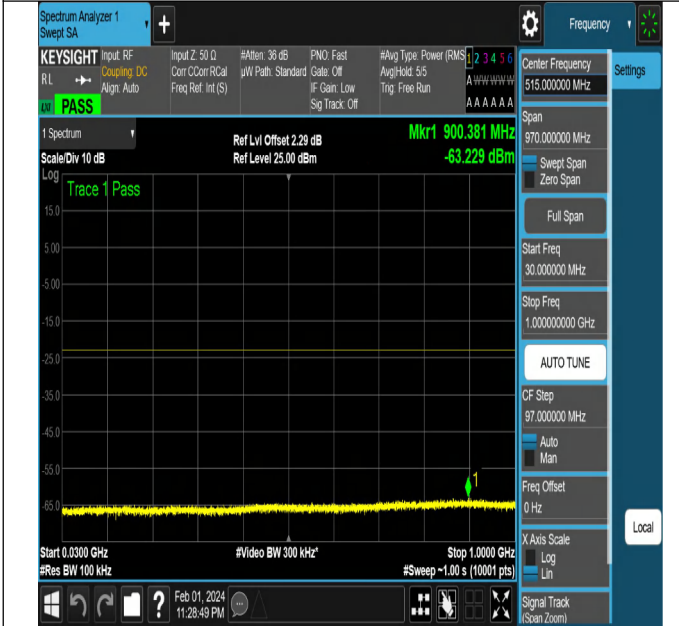 Spectrum Analyzer 1
Swept SA
Frequency
KEYSIGHT
RL
PASS
Input: RF
Coupling: DC
Align: Auto
Input Z: 50 Ω
Corr CCorr RCal
Freq Ref: Int (S)
#Atten: 36 dB
µW Path: Standard
PNO: Fast
Gate: Off
IF Gain: Low
Sig Track: Off
#Avg Type: Power (RMS
Avg|Hold: 5/5
Trig: Free Run
1 2 3 4 5 6
A W W W W W
A A A A A A
1 Spectrum
Scale/Div 10 dB
Ref Lvl Offset 2.29 dB
Ref Level 25.00 dBm
Mkr1 900.381 MHz
-63.229 dBm
Log
Trace 1 Pass
15.0
5.00
-5.00
-15.0
-25.0
-35.0
-45.0
-55.0
-65.0
1
Start 0.0300 GHz
#Res BW 100 kHz
#Video BW 300 kHz*
Stop 1.0000 GHz
#Sweep ~1.00 s (10001 pts)
?
Feb 01, 2024
11:28:49 PM
Center Frequency
515.000000 MHz
Settings
Span
970.000000 MHz
Swept Span
Zero Span
Full Span
Start Freq
30.000000 MHz
Stop Freq
1.000000000 GHz
AUTO TUNE
CF Step
97.000000 MHz
Auto
Man
Freq Offset
0 Hz
Local
X Axis Scale
Log
Lin
Signal Track
(Span Zoom)